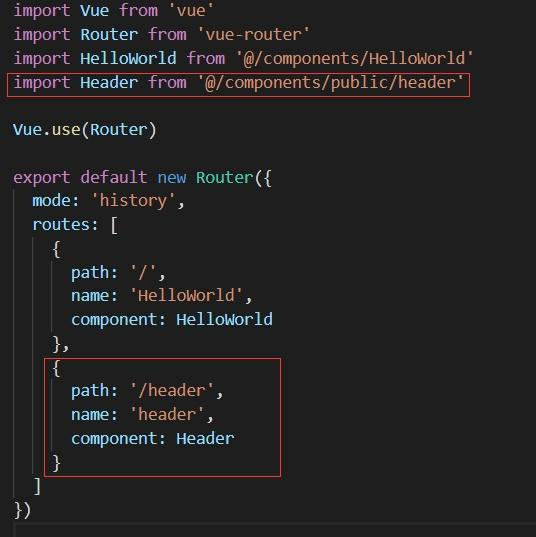 import Vue from 'vue'
import Router from 'vue-router'
import HelloWorld from '@/components/HelloWorld'
import Header from '@/components/public/header'
Vue.use(Router)
export default new Router({
mode: 'history',
routes: [
{
path: '/',
name: 'HelloWorld',
component: HelloWorld
},
{
path: '/header',
name: 'header',
component: Header
}
]
})